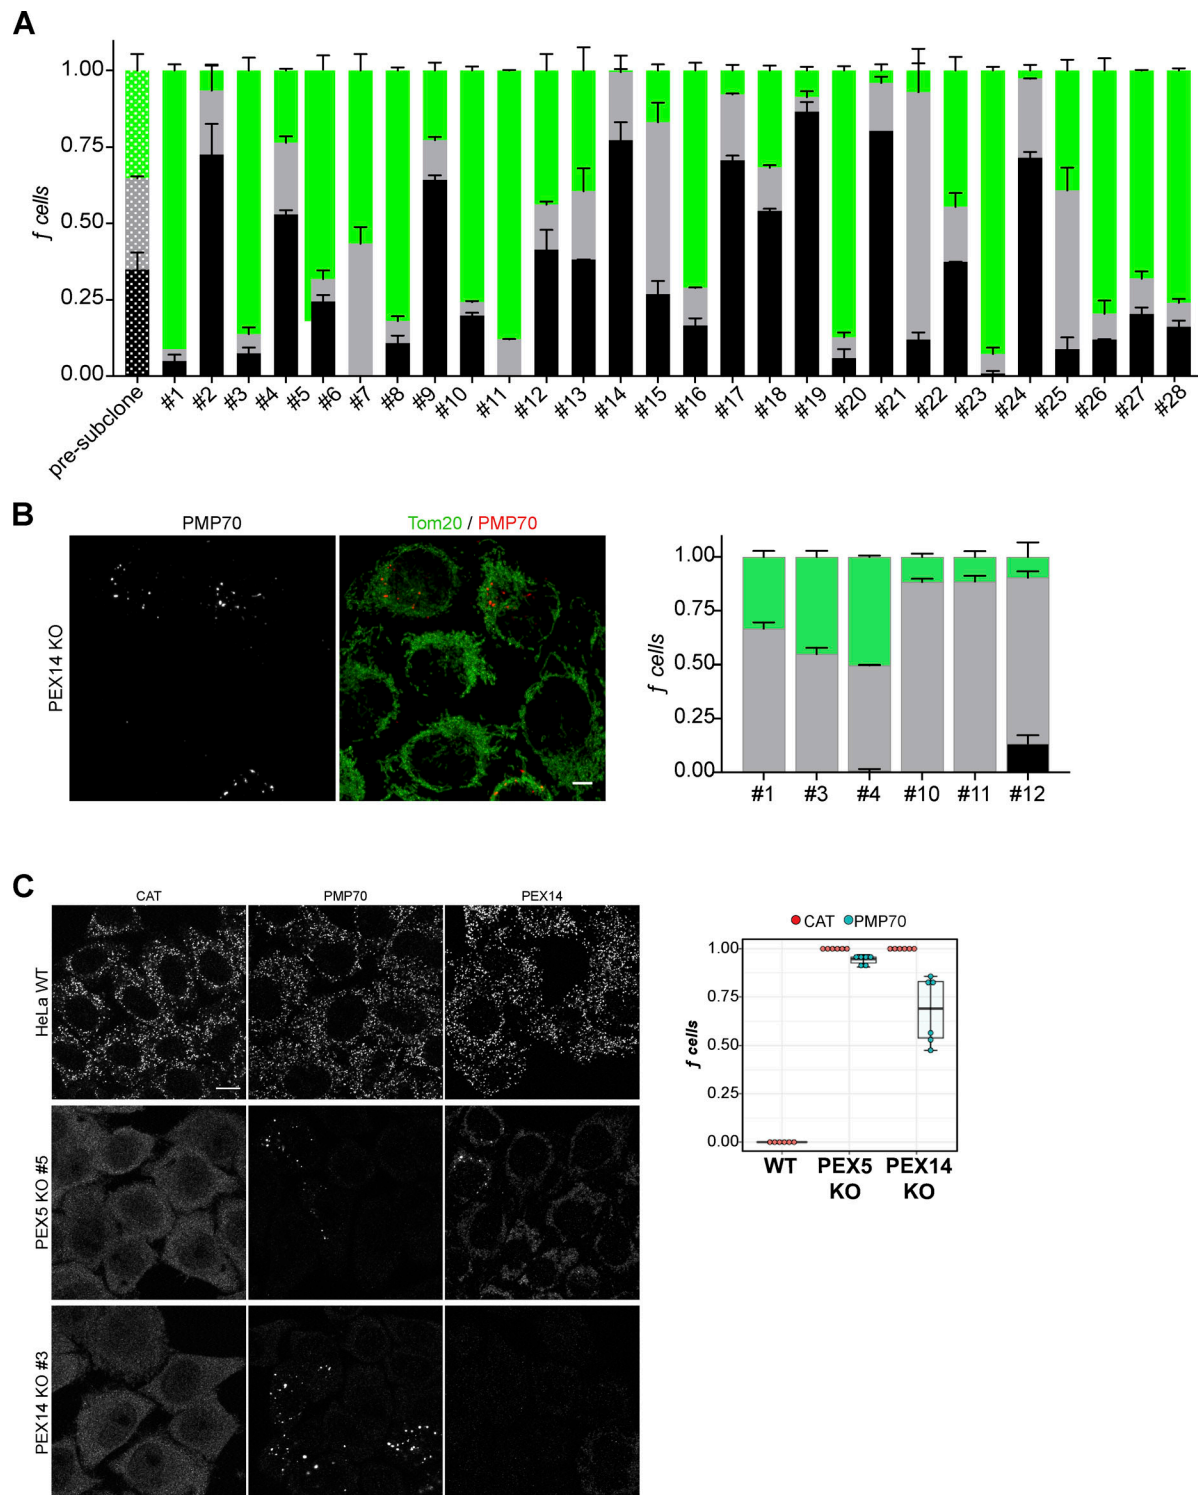 A
f cells
1.00
0.75
0.50
0.25
0.00
pre-subclone #1 #2 #3 #4 #5 #6 #7 #8 #9 #10 #11 #12 #13 #14 #15 #16 #17 #18 #19 #20 #21 #22 #23 #24 #25 #26 #27 #28
B
PMP70
Tom20 / PMP70
PEX14 KO
f cells
1.00
0.75
0.50
0.25
0.00
#1 #3 #4 #10 #11 #12
C
CAT
PMP70
PEX14
HeLa WT
PEX5 KO #5
PEX14 KO #3
CAT PMP70
f cells
1.00
0.75
0.50
0.25
0.00
WT PEX5 PEX14
KO KO